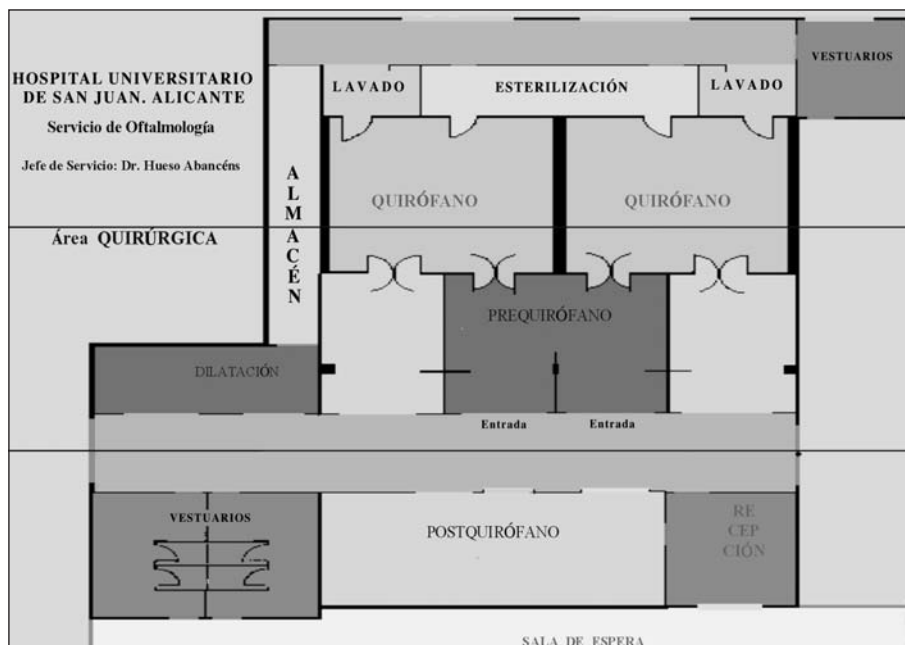 HOSPITAL UNIVERSITARIO
DE SAN JUAN. ALICANTE
Servicio de Oftalmología
Jefe de Servicio: Dr. Hueso Abancéns
Área QUIRÚRGICA
VESTUARIOS
LAVADO
ESTERILIZACIÓN
LAVADO
ALMACÉN
QUIRÓFANO
QUIRÓFANO
PREQUIRÓFANO
DILATACIÓN
Entrada
Entrada
VESTUARIOS
POSTQUIRÓFANO
RE
CEP
CIÓN
SALA DE ESPERA